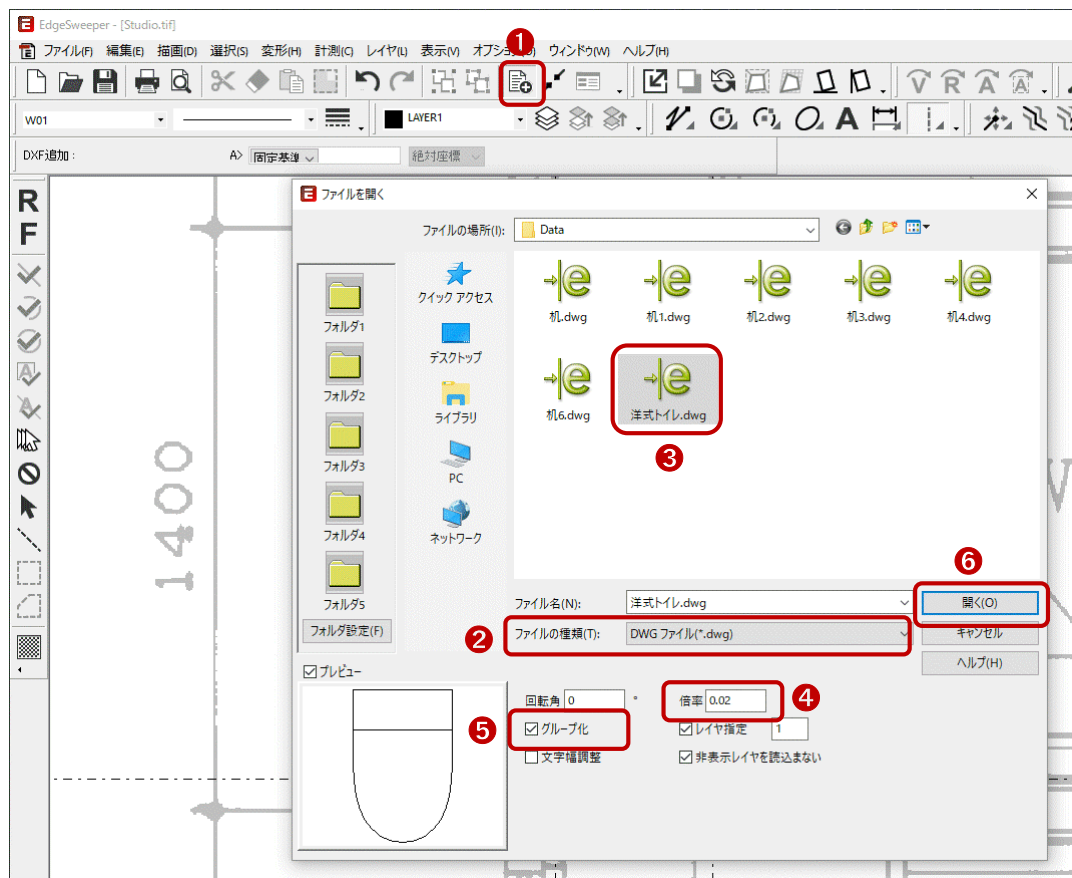 EdgeSweeper - [Studio.tif]
ファイル(F) 編集(E) 描画(D) 選択(S) 変形(H) 計測(C) レイヤ(L) 表示(V) ウィンドウ(W) ヘルプ(H)
1
W01 LAYER1
DXF追加 : A> 固定基準 絶対座標
R
F
ファイルを開く
ファイルの場所(I): Data
フォルダ1
フォルダ2
フォルダ3
フォルダ4
フォルダ5
フォルダ設定(F)
クイック アクセス
デスクトップ
ライブラリ
PC
ネットワーク
机.dwg 机1.dwg 机2.dwg 机3.dwg 机4.dwg
机6.dwg 洋式トイレ.dwg
3
6
ファイル名(N): 洋式トイレ.dwg 開く(O)
2 ファイルの種類(T): DWG ファイル(*.dwg) キャンセル
ヘルプ(H)
プレビュー
回転角 0 ° 倍率 0.02 4
5 グループ化 レイヤ指定 1
文字幅調整 非表示レイヤを読込まない
1400